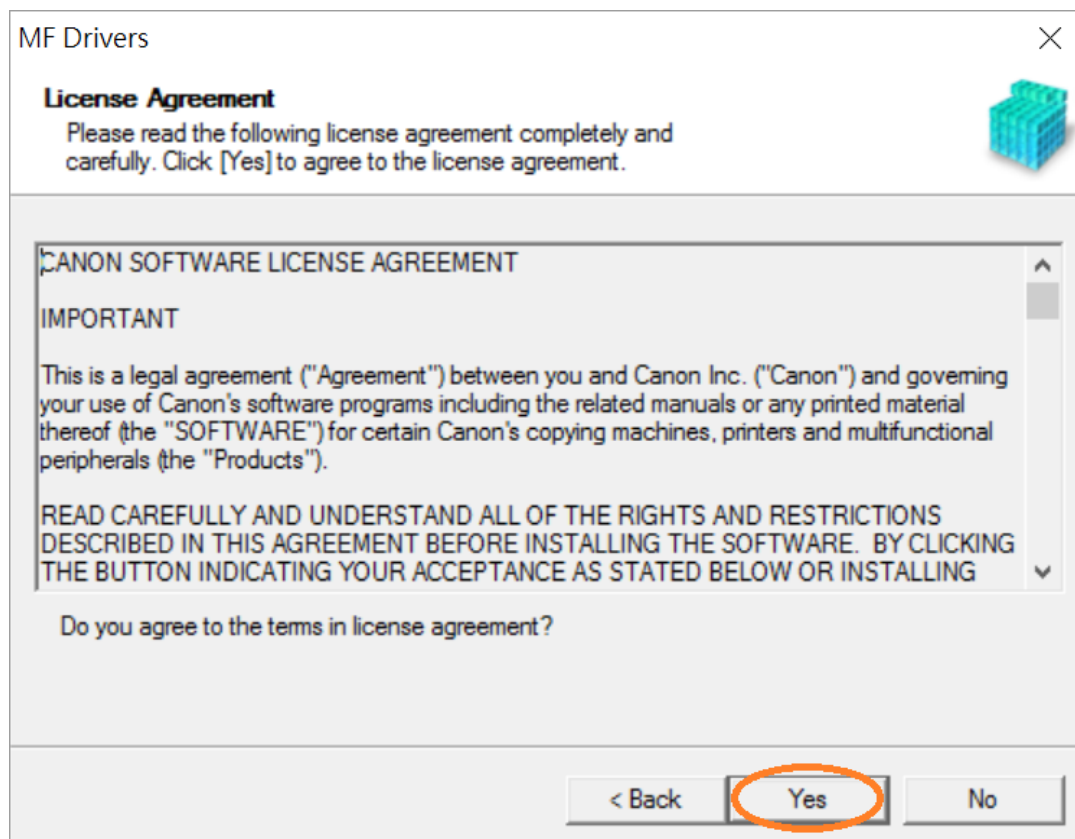 MF Drivers
License Agreement
Please read the following license agreement completely and
carefully. Click [Yes] to agree to the license agreement.
CANON SOFTWARE LICENSE AGREEMENT
IMPORTANT
This is a legal agreement ("Agreement") between you and Canon Inc. ("Canon") and governing
your use of Canon's software programs including the related manuals or any printed material
thereof (the "SOFTWARE") for certain Canon's copying machines, printers and multifunctional
peripherals (the "Products").
READ CAREFULLY AND UNDERSTAND ALL OF THE RIGHTS AND RESTRICTIONS
DESCRIBED IN THIS AGREEMENT BEFORE INSTALLING THE SOFTWARE.  BY CLICKING
THE BUTTON INDICATING YOUR ACCEPTANCE AS STATED BELOW OR INSTALLING
Do you agree to the terms in license agreement?
< Back
Yes
No